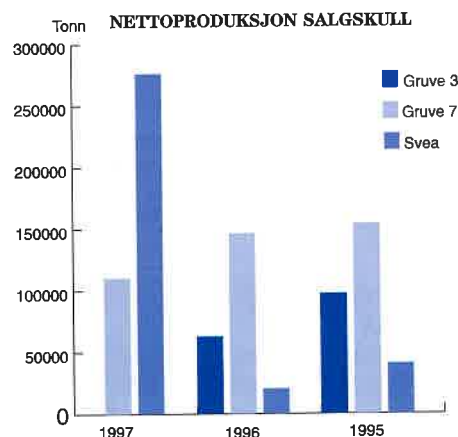 NETTOPRODUKSJON SALGSKULL
Tonn
300000
250000
200000
150000
100000
50000
0
Gruve 3
Gruve 7
Svea
1997
1996
1995